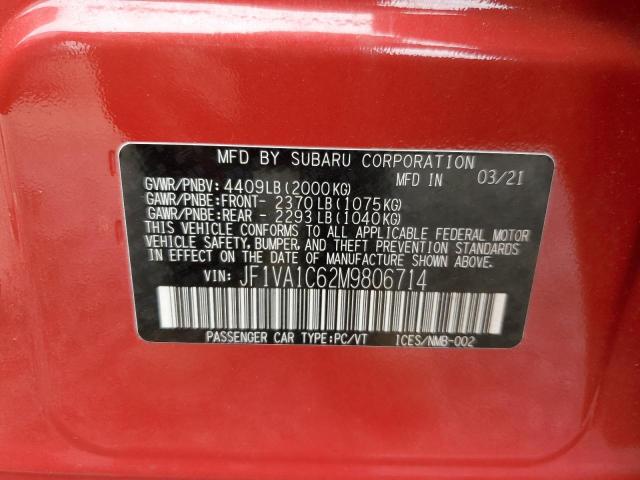 MFD BY SUBARU CORPORATION
GVWR/PNBV: 4409LB(2000KG) MFD IN 03/21
GAWR/PNBE:FRONT- 2370 LB(1075KG)
GAWR/PNBE:REAR - 2293 LB(1040KG)
THIS VEHICLE CONFORMS TO ALL APPLICABLE FEDERAL MOTOR
VEHICLE SAFETY, BUMPER, AND THEFT PREVENTION STANDARDS
IN EFFECT ON THE DATE OF MANUFACTURE SHOWN ABOVE.
VIN: JF1VA1C62M9806714
PASSENGER CAR TYPE:PC/VT ICES/NMB-002